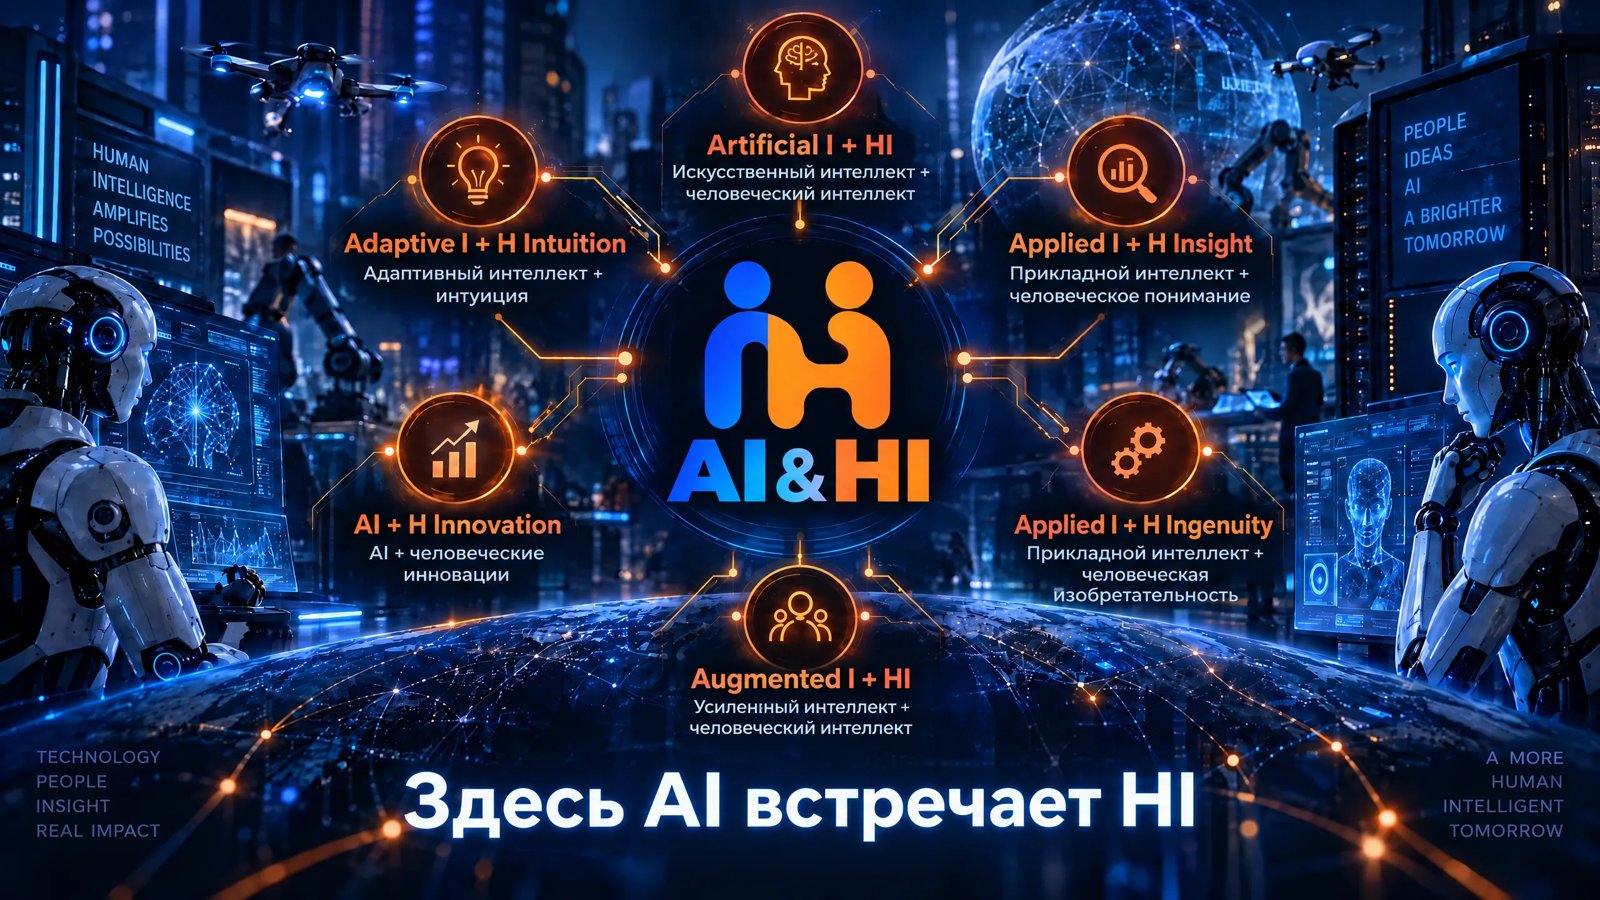 Artificial I + HI
Искусственный интеллект +
человеческий интеллект
HUMAN
INTELLIGENCE
AMPLIFIES
POSSIBILITIES
Adaptive I + H Intuition
Адаптивный интеллект +
интуиция
Applied I + H Insight
Прикладной интеллект +
человеческое понимание
PEOPLE
IDEAS
AI
A BRIGHTER
TOMORROW
AI & HI
AI + H Innovation
AI + человеческие
инновации
Applied I + H Ingenuity
Прикладной интеллект +
человеческая
изобретательность
Augmented I + HI
Усиленный интеллект +
человеческий интеллект
Здесь AI встречает HI
TECHNOLOGY
PEOPLE
INSIGHT
REAL IMPACT
A MORE
HUMAN
INTELLIGENT
TOMORROW